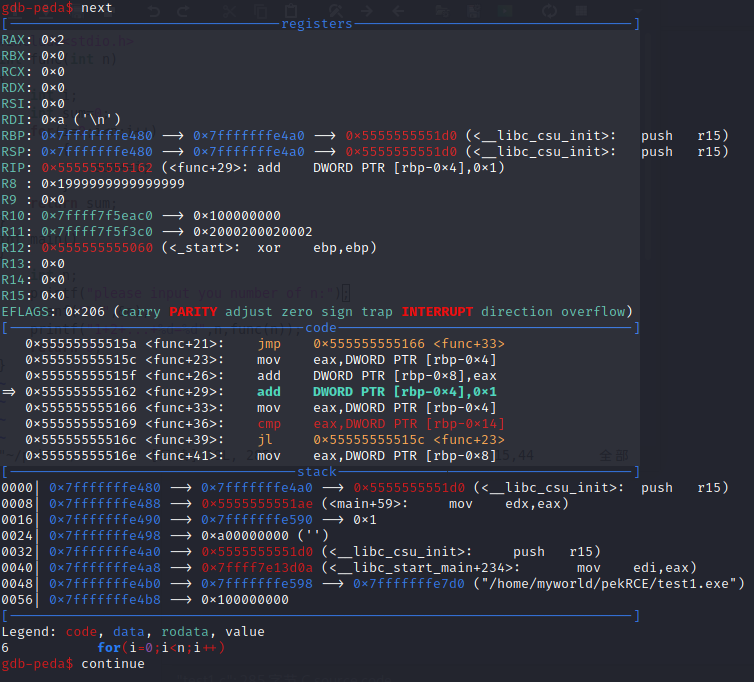 gdb-peda$ next
[----------------------------------registers-----------------------------------]
RAX: 0x2
RBX: 0x0
RCX: 0x0
RDX: 0x0
RSI: 0x0
RDI: 0xa ('\n')
RBP: 0x7fffffffe480 --> 0x7fffffffe4a0 --> 0x5555555551d0 (<__libc_csu_init>: push r15)
RSP: 0x7fffffffe480 --> 0x7fffffffe4a0 --> 0x5555555551d0 (<__libc_csu_init>: push r15)
RIP: 0x555555555162 (<func+29>: add DWORD PTR [rbp-0x4],0x1)
R8 : 0x1999999999999999
R9 : 0x0
R10: 0x7ffff7f5eac0 --> 0x100000000
R11: 0x7ffff7f5f3c0 --> 0x2000200020002
R12: 0x555555555060 (<_start>: xor ebp,ebp)
R13: 0x0
R14: 0x0
R15: 0x0
EFLAGS: 0x206 (carry PARITY adjust zero sign trap INTERRUPT direction overflow)
[-------------------------------------code-------------------------------------]
0x55555555515a <func+21>: jmp 0x555555555166 <func+33>
0x55555555515c <func+23>: mov eax,DWORD PTR [rbp-0x4]
0x55555555515f <func+26>: add DWORD PTR [rbp-0x8],eax
=> 0x555555555162 <func+29>: add DWORD PTR [rbp-0x4],0x1
0x555555555166 <func+33>: mov eax,DWORD PTR [rbp-0x4]
0x555555555169 <func+36>: cmp eax,DWORD PTR [rbp-0x14]
0x55555555516c <func+39>: jl 0x55555555515c <func+23>
0x55555555516e <func+41>: mov eax,DWORD PTR [rbp-0x8]
[------------------------------------stack-------------------------------------]
0000| 0x7fffffffe480 --> 0x7fffffffe4a0 --> 0x5555555551d0 (<__libc_csu_init>: push r15)
0008| 0x7fffffffe488 --> 0x5555555551ae (<main+59>: mov edx,eax)
0016| 0x7fffffffe490 --> 0x7fffffffe590 --> 0x1
0024| 0x7fffffffe498 --> 0xa00000000 ('')
0032| 0x7fffffffe4a0 --> 0x5555555551d0 (<__libc_csu_init>: push r15)
0040| 0x7fffffffe4a8 --> 0x7ffff7e13d0a (<__libc_start_main+234>: mov edi,eax)
0048| 0x7fffffffe4b0 --> 0x7fffffffe598 --> 0x7fffffffe7d0 ("/home/myworld/pekRCE/test1.exe")
0056| 0x7fffffffe4b8 --> 0x100000000
[------------------------------------------------------------------------------]
Legend: code, data, rodata, value
6 for(i=0;i<n;i++)
gdb-peda$ continue